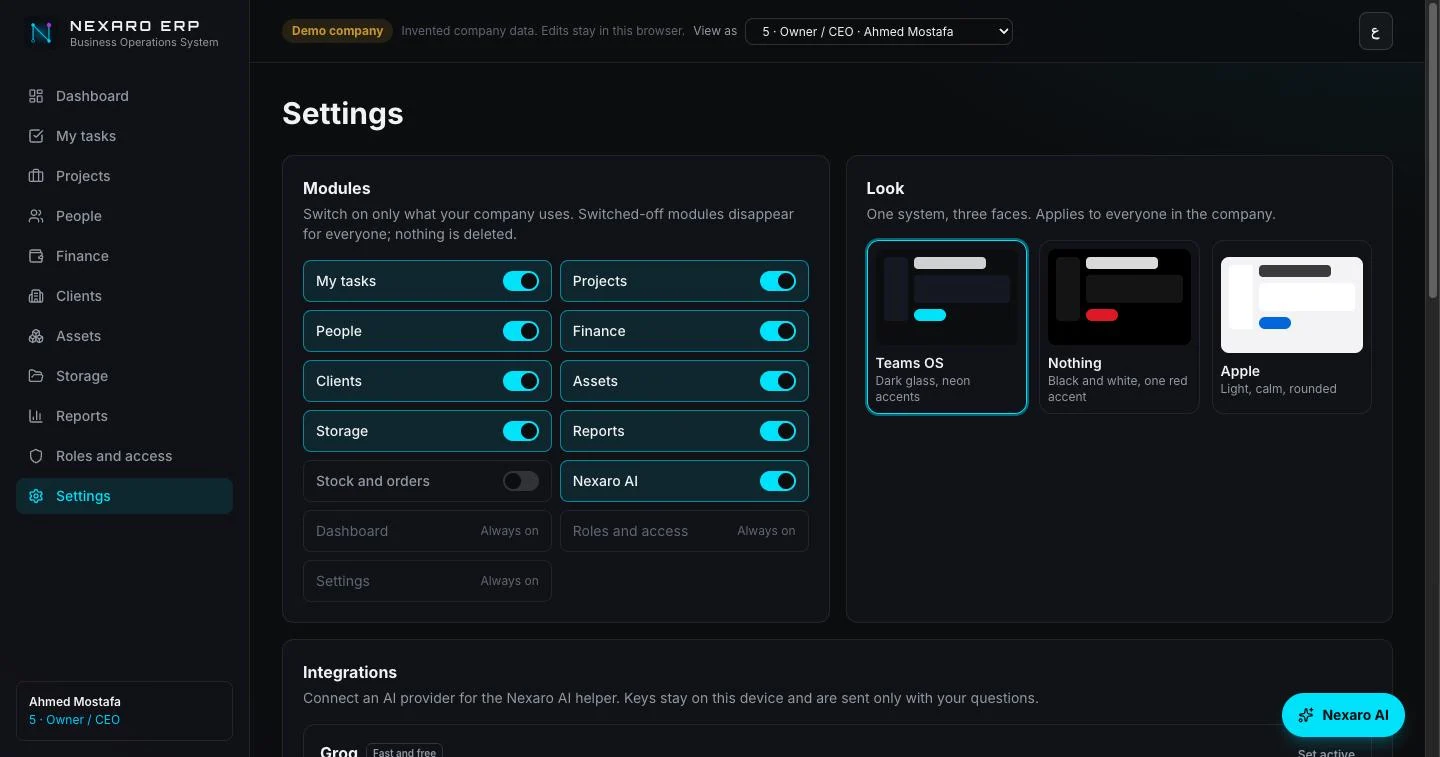 NEXARO ERP
Business Operations System
Dashboard
My tasks
Projects
People
Finance
Clients
Assets
Storage
Reports
Roles and access
Settings
Ahmed Mostafa
5 · Owner / CEO
Demo company
Invented company data. Edits stay in this browser.
View as
5 · Owner / CEO · Ahmed Mostafa
ع
Settings
Modules
Switch on only what your company uses. Switched-off modules disappear
for everyone; nothing is deleted.
My tasks
Projects
People
Finance
Clients
Assets
Storage
Reports
Stock and orders
Nexaro AI
Dashboard
Always on
Roles and access
Always on
Settings
Always on
Look
One system, three faces. Applies to everyone in the company.
Teams OS
Dark glass, neon
accents
Nothing
Black and white, one red
accent
Apple
Light, calm, rounded
Integrations
Connect an AI provider for the Nexaro AI helper. Keys stay on this device and are sent only with your questions.
Groq
Fast and free
Set active
Nexaro AI